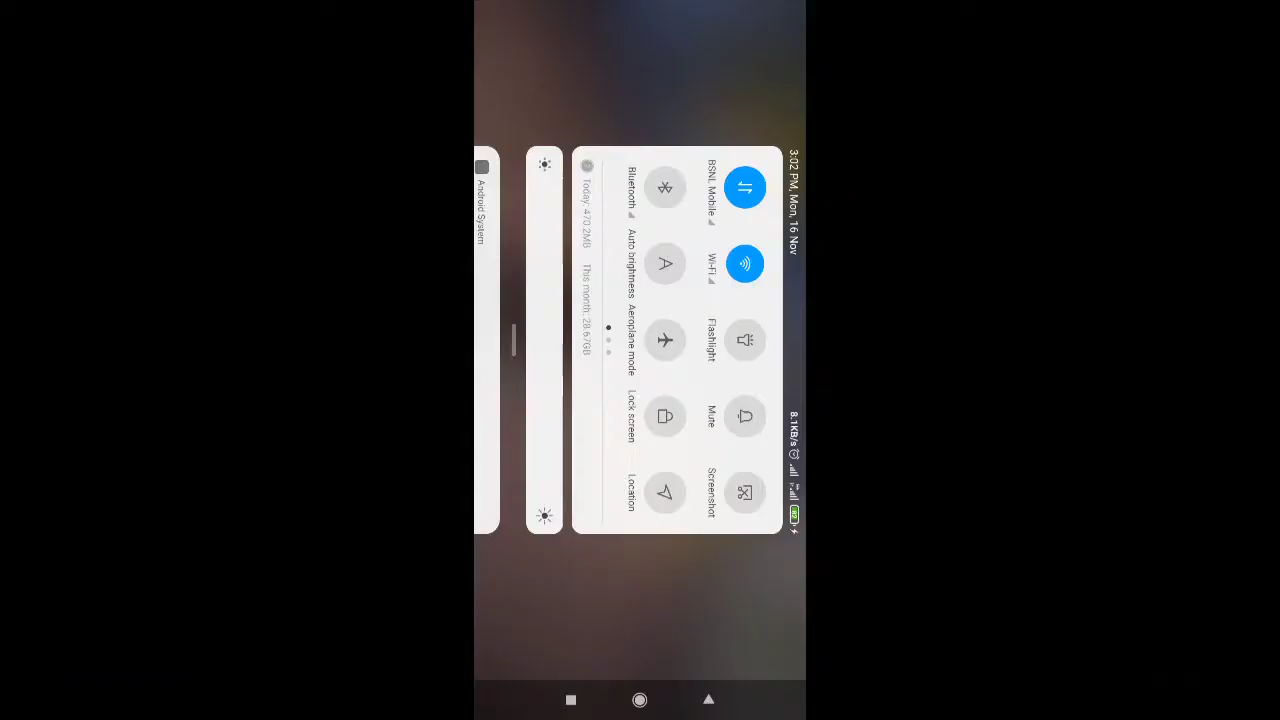 3:02 PM, Mon, 16 Nov 8.1KB/s
BSNL Mobile Wi-Fi Flashlight Mute Screenshot
Bluetooth Auto brightness Aeroplane mode Lock screen Location
Today: 470.2MB This month: 28.67GB
Android System